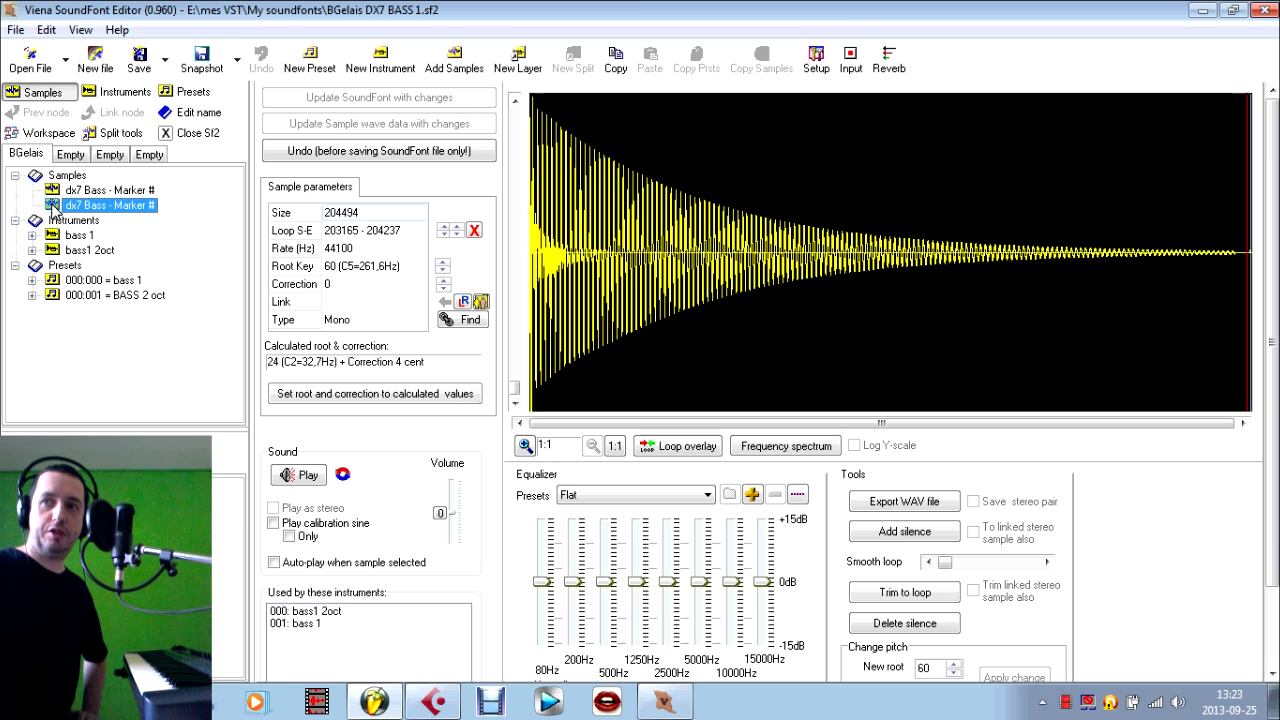 Viena SoundFont Editor (0.960) - E:\mes VST\My soundfonts\BGelais DX7 BASS 1.sf2
File Edit View Help
Open File New file Save Snapshot Undo New Preset New Instrument Add Samples New Layer New Split Copy Paste Copy Prsts Copy Samples Setup Input Reverb
Samples Instruments Presets
Prev node Link node Edit name
Workspace Split tools Close Sf2
BGelais Empty Empty Empty
Samples
dx7 Bass - Marker #
dx7 Bass - Marker #
Instruments
bass 1
bass1 2oct
Presets
000:000 = bass 1
000:001 = BASS 2 oct
Update SoundFont with changes
Update Sample wave data with changes
Undo (before saving SoundFont file only!)
Sample parameters
Size 204494
Loop S-E 203165 - 204237
Rate (Hz) 44100
Root Key 60 (C5=261,6Hz)
Correction 0
Link
Type Mono
Find
Calculated root & correction:
24 (C2=32,7Hz) + Correction 4 cent
Set root and correction to calculated values
Sound
Volume
Play
0
Play as stereo
Play calibration sine
Only
Auto-play when sample selected
Used by these instruments:
000: bass1 2oct
001: bass 1
1:1 1:1 LOOP Loop overlay Frequency spectrum Log Y-scale
Equalizer
Presets Flat
+15dB
0dB
-15dB
200Hz 1250Hz 5000Hz 15000Hz
80Hz 500Hz 2500Hz 10000Hz
Tools
Export WAV file Save stereo pair
Add silence To linked stereo
sample also
Smooth loop
Trim to loop Trim linked stereo
sample also
Delete silence
Change pitch
New root 60 Apply change
13:23
2013-09-25